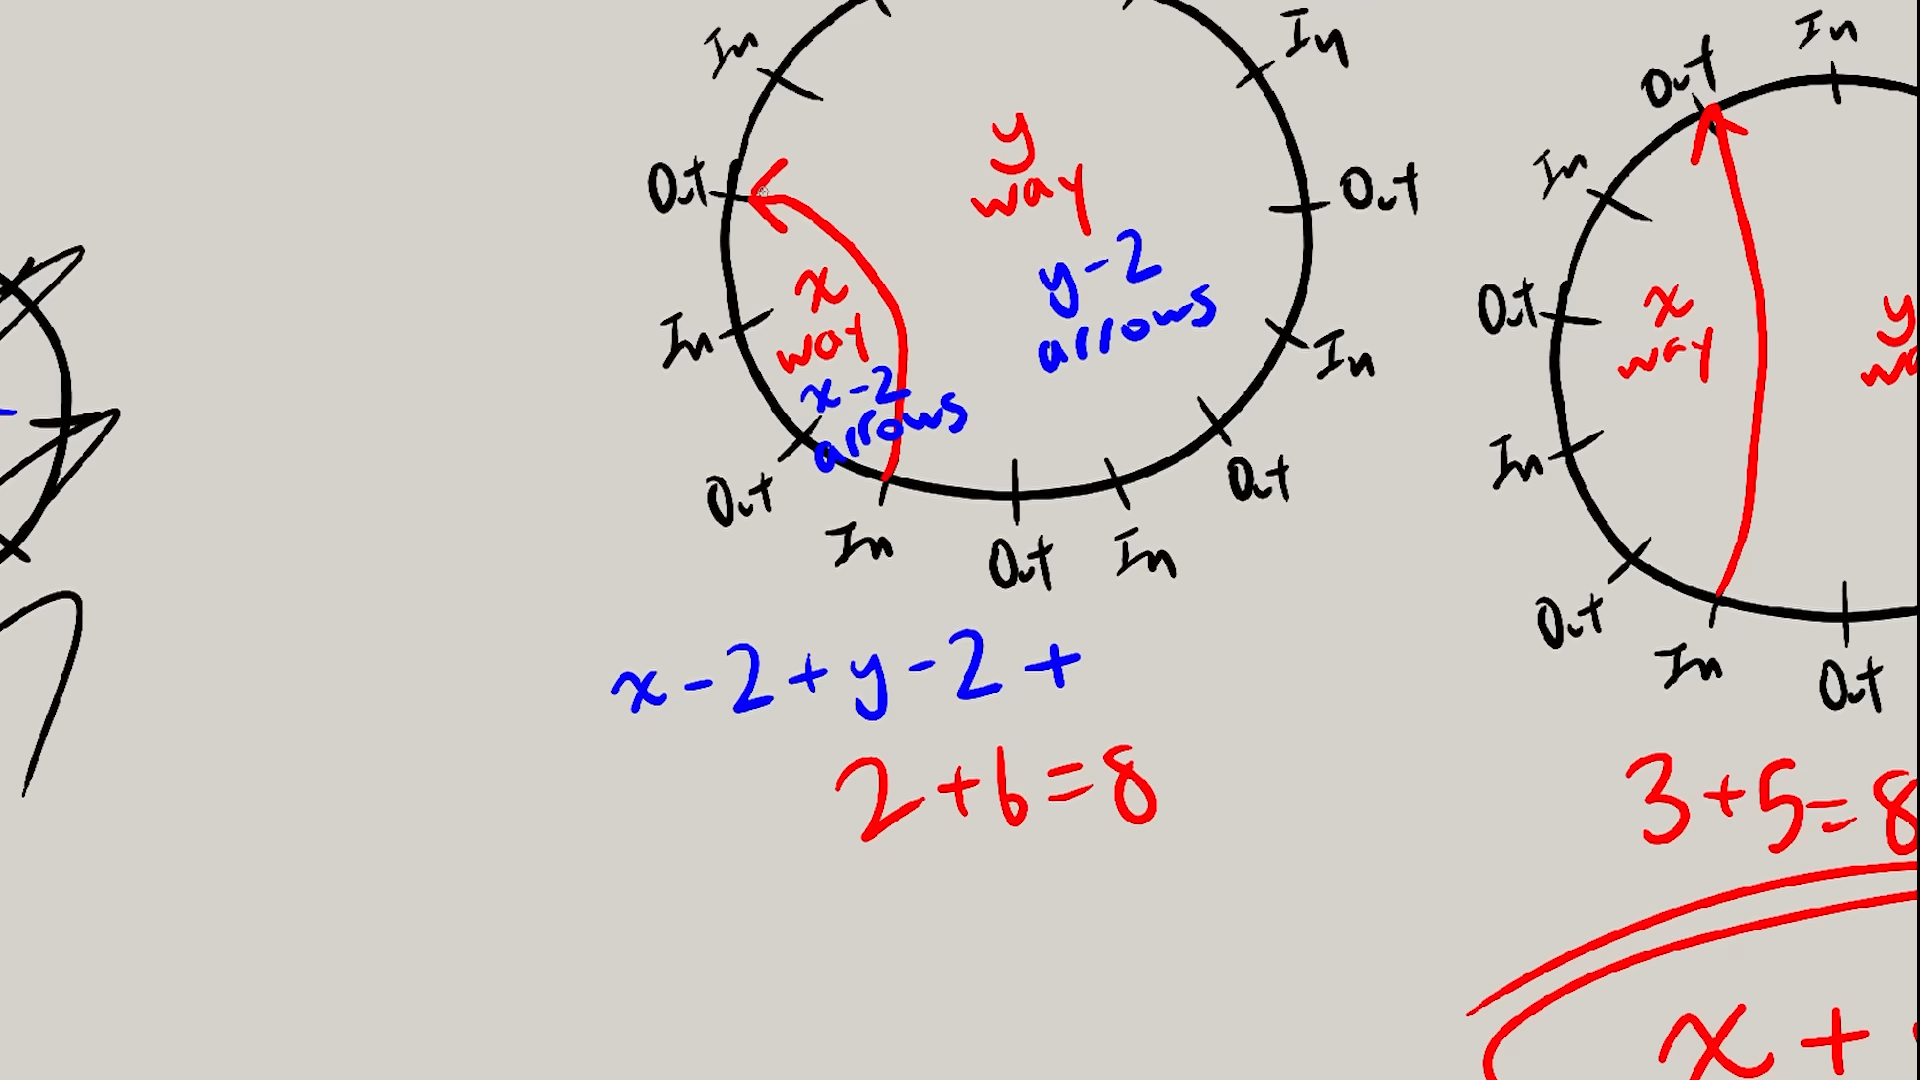 In
In
Out
In
Out
Out
y
way
y-2
arrows
x
way
x-2
arrows
In
In
Out
Out
In
Out
In
x-2+y-2+
2+6=8
Out
In
In
Out
x
way
y
In
Out
In
Out
3+5=8
x+